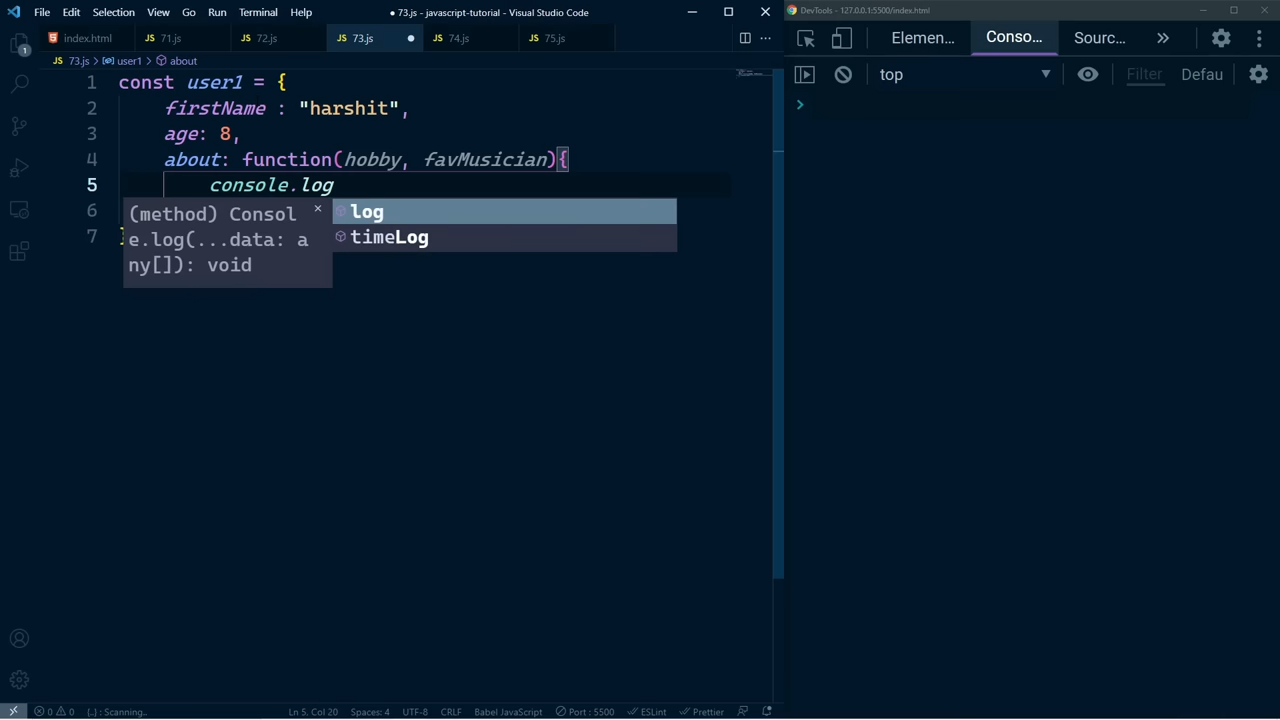 File Edit Selection View Go Run Terminal Help
● 73.js - javascript-tutorial - Visual Studio Code
index.html
JS 71.js
JS 72.js
JS 73.js
JS 74.js
JS 75.js
JS 73.js > user1 > about
1 const user1 = {
2 firstName : "harshit",
3 age: 8,
4 about: function(hobby, favMusician){
5 console.log
6
7 }
(method) Consol
e.log(...data: a
ny[]): void
log
timeLog
1
0 0 {..} : Scanning..
Ln 5, Col 20
Spaces: 4
UTF-8
CRLF
Babel JavaScript
Port : 5500
ESLint
Prettier
DevTools - 127.0.0.1:5500/index.html
Elemen...
Conso...
Sourc...
top
Filter
Defau